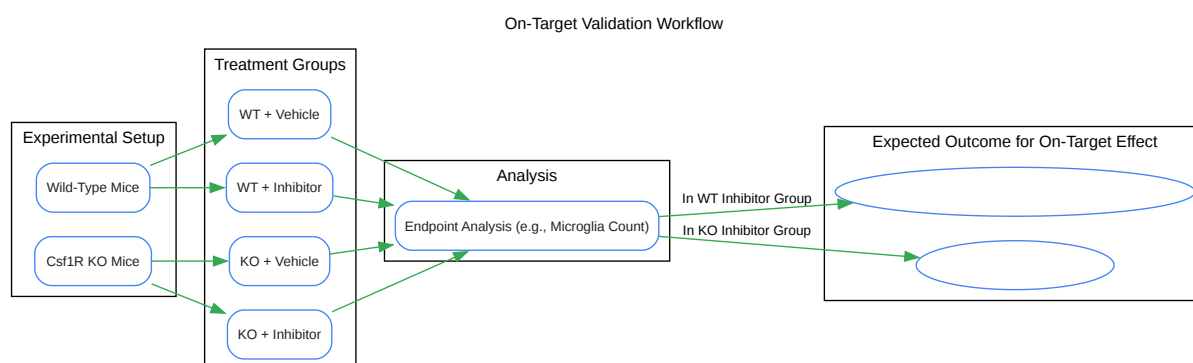 On-Target Validation Workflow
Experimental Setup
Wild-Type Mice
Csf1R KO Mice
Treatment Groups
WT + Vehicle
WT + Inhibitor
KO + Vehicle
KO + Inhibitor
Analysis
Endpoint Analysis (e.g., Microglia Count)
In WT Inhibitor Group
In KO Inhibitor Group
Expected Outcome for On-Target Effect